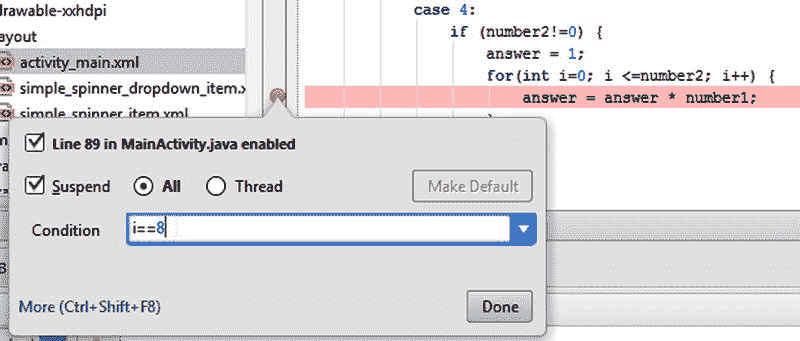 drawable-xxhdpi
ayout
activity_main.xml
simple_spinner_dropdown_item.x
simple_spinner_item.xml
case 4:
if (number2!=0) {
answer = 1;
for(int i=0; i <=number2; i++) {
answer = answer * number1;
Line 89 in MainActivity.java enabled
Suspend
All
Thread
Make Default
Condition
i==8
More (Ctrl+Shift+F8)
Done